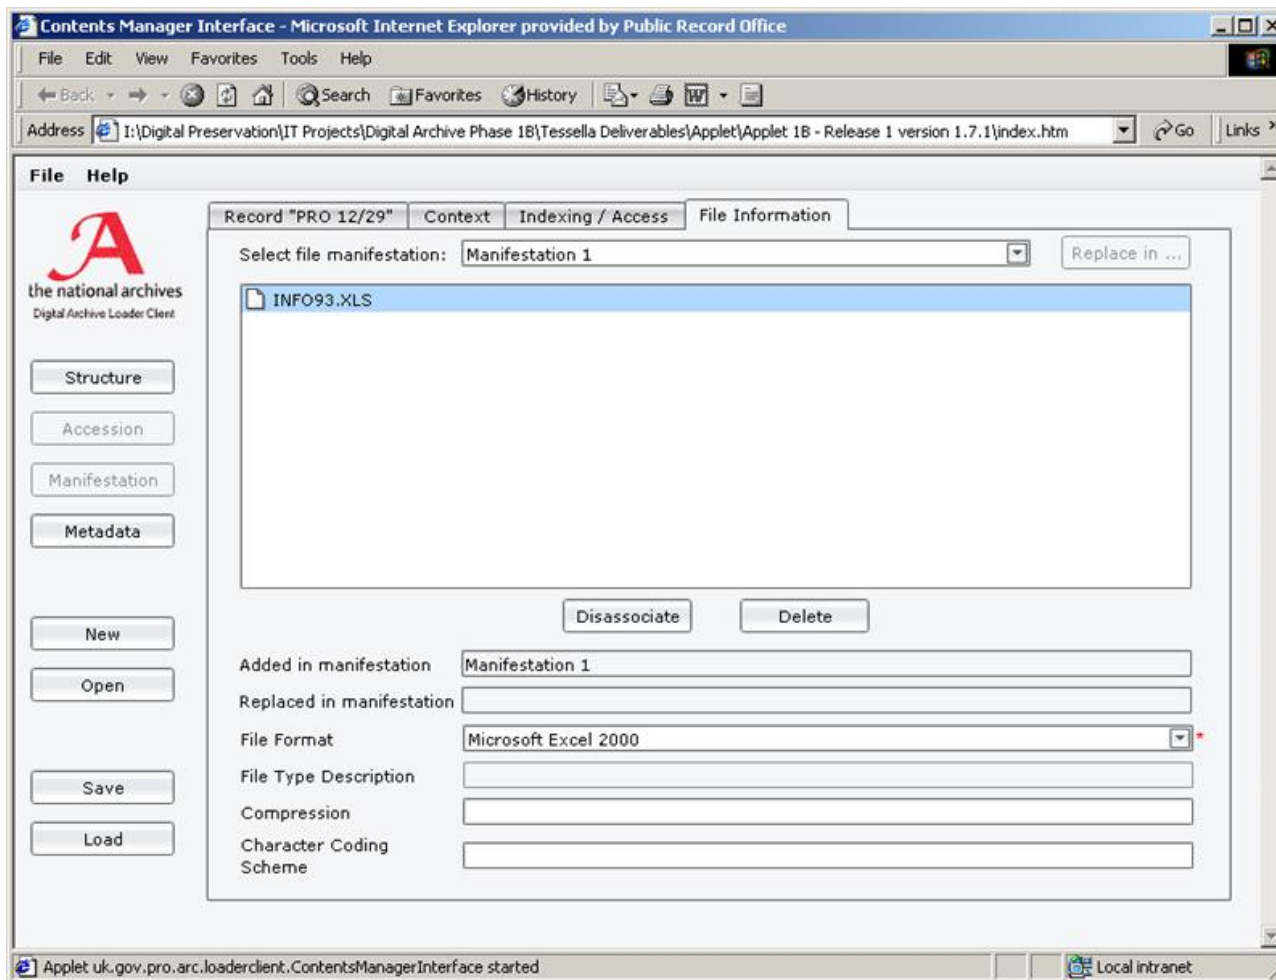 Contents Manager Interface - Microsoft Internet Explorer provided by Public Record Office
File Edit View Favorites Tools Help
Back Search Favorites History
Address I:\Digital Preservation\IT Projects\Digital Archive Phase 1B\Tessella Deliverables\Applet\Applet 1B - Release 1 version 1.7.1\index.htm Go Links »
File Help
Record "PRO 12/29" Context Indexing / Access File Information
Select file manifestation: Manifestation 1 Replace in ...
A
the national archives
Digital Archive Loader Client
INFO93.XLS
Structure
Accession
Manifestation
Metadata
Disassociate Delete
New
Open
Added in manifestation Manifestation 1
Replaced in manifestation
File Format Microsoft Excel 2000 *
File Type Description
Save
Compression
Load
Character Coding
Scheme
Applet uk.gov.pro.arc.loaderclient.ContentsManagerInterface started Local intranet